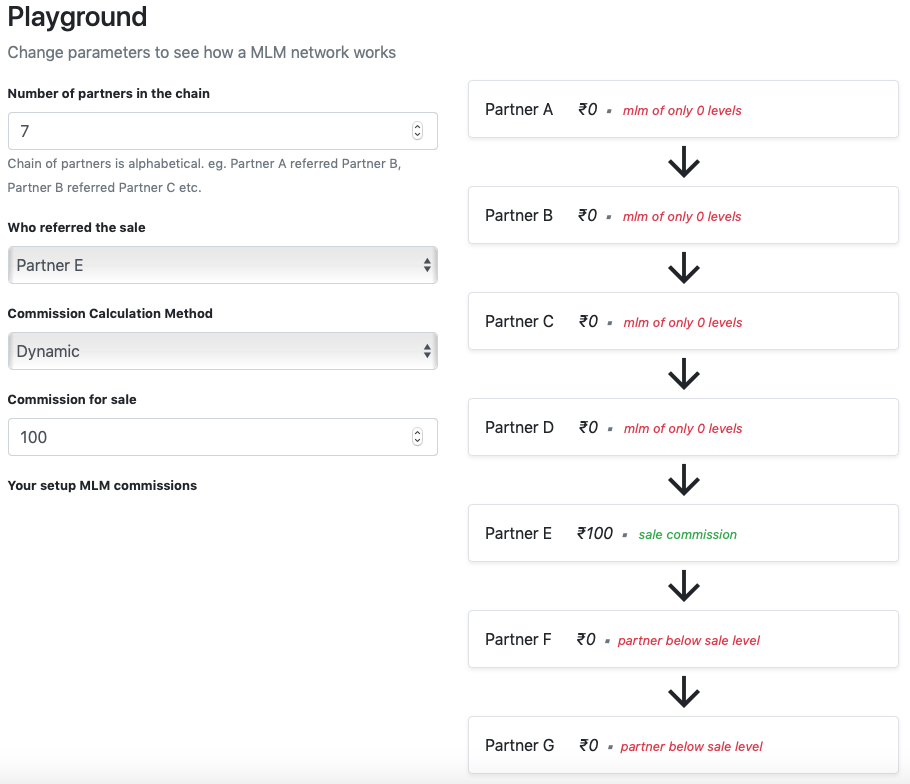 Playground
Change parameters to see how a MLM network works
Number of partners in the chain
7
Chain of partners is alphabetical. eg. Partner A referred Partner B,
Partner B referred Partner C etc.
Who referred the sale
Partner E
Commission Calculation Method
Dynamic
Commission for sale
100
Your setup MLM commissions
Partner A ₹0 ▪ mlm of only 0 levels
Partner B ₹0 ▪ mlm of only 0 levels
Partner C ₹0 ▪ mlm of only 0 levels
Partner D ₹0 ▪ mlm of only 0 levels
Partner E ₹100 ▪ sale commission
Partner F ₹0 ▪ partner below sale level
Partner G ₹0 ▪ partner below sale level